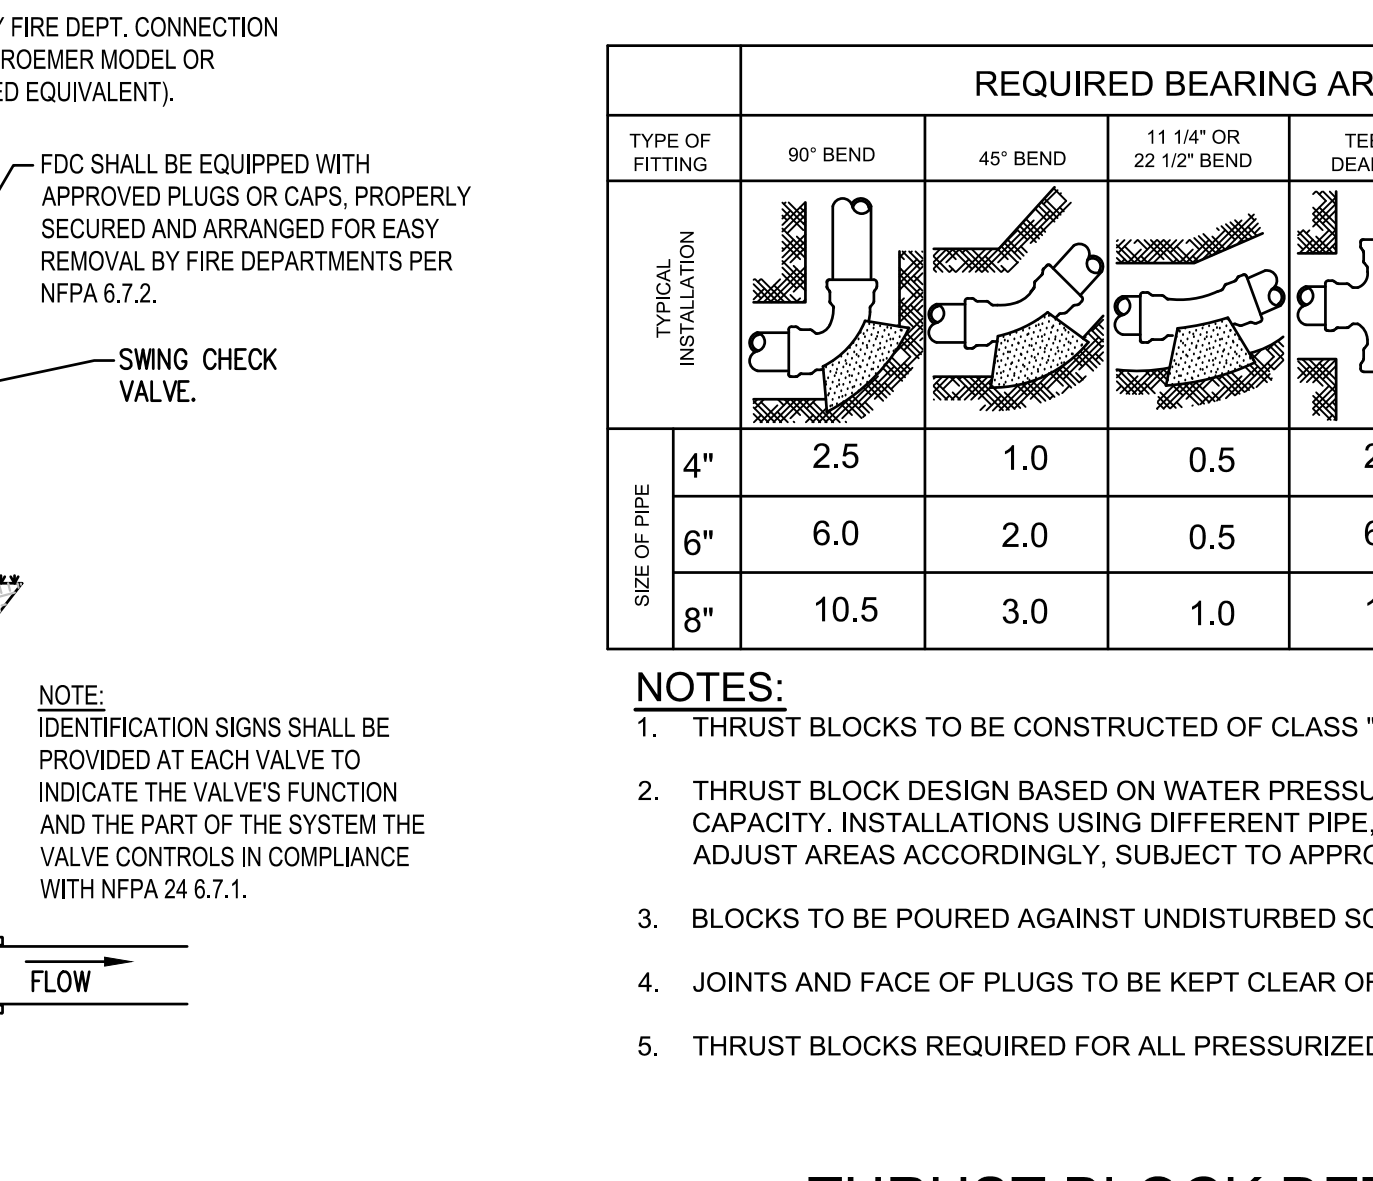 FIRE DEPT. CONNECTION
ROEMER MODEL OR
EQUIVALENT).
FDC SHALL BE EQUIPPED WITH
APPROVED PLUGS OR CAPS, PROPERLY
SECURED AND ARRANGED FOR EASY
REMOVAL BY FIRE DEPARTMENTS PER
NFPA 6.7.2.
SWING CHECK
VALVE.
NOTE:
IDENTIFICATION SIGNS SHALL BE
PROVIDED AT EACH VALVE TO
INDICATE THE VALVE'S FUNCTION
AND THE PART OF THE SYSTEM THE
VALVE CONTROLS IN COMPLIANCE
WITH NFPA 24 6.7.1.
FLOW
REQUIRED BEARING
TYPE OF
FITTING
90° BEND
45° BEND
11 1/4" OR
22 1/2" BEND
TYPICAL
INSTALLATION
SIZE OF PIPE
4" 2.5 1.0 0.5
6" 6.0 2.0 0.5
8" 10.5 3.0 1.0
NOTES:
1. THRUST BLOCKS TO BE CONSTRUCTED OF CLASS "
2. THRUST BLOCK DESIGN BASED ON WATER
CAPACITY. INSTALLATIONS USING DIFFERENT PIPE,
ADJUST AREAS ACCORDINGLY, SUBJECT TO
3. BLOCKS TO BE POURED AGAINST UNDISTURBED
4. JOINTS AND FACE OF PLUGS TO BE KEPT CLEAR
5. THRUST BLOCKS REQUIRED FOR ALL PRESSURIZED
THRUST BLOCK